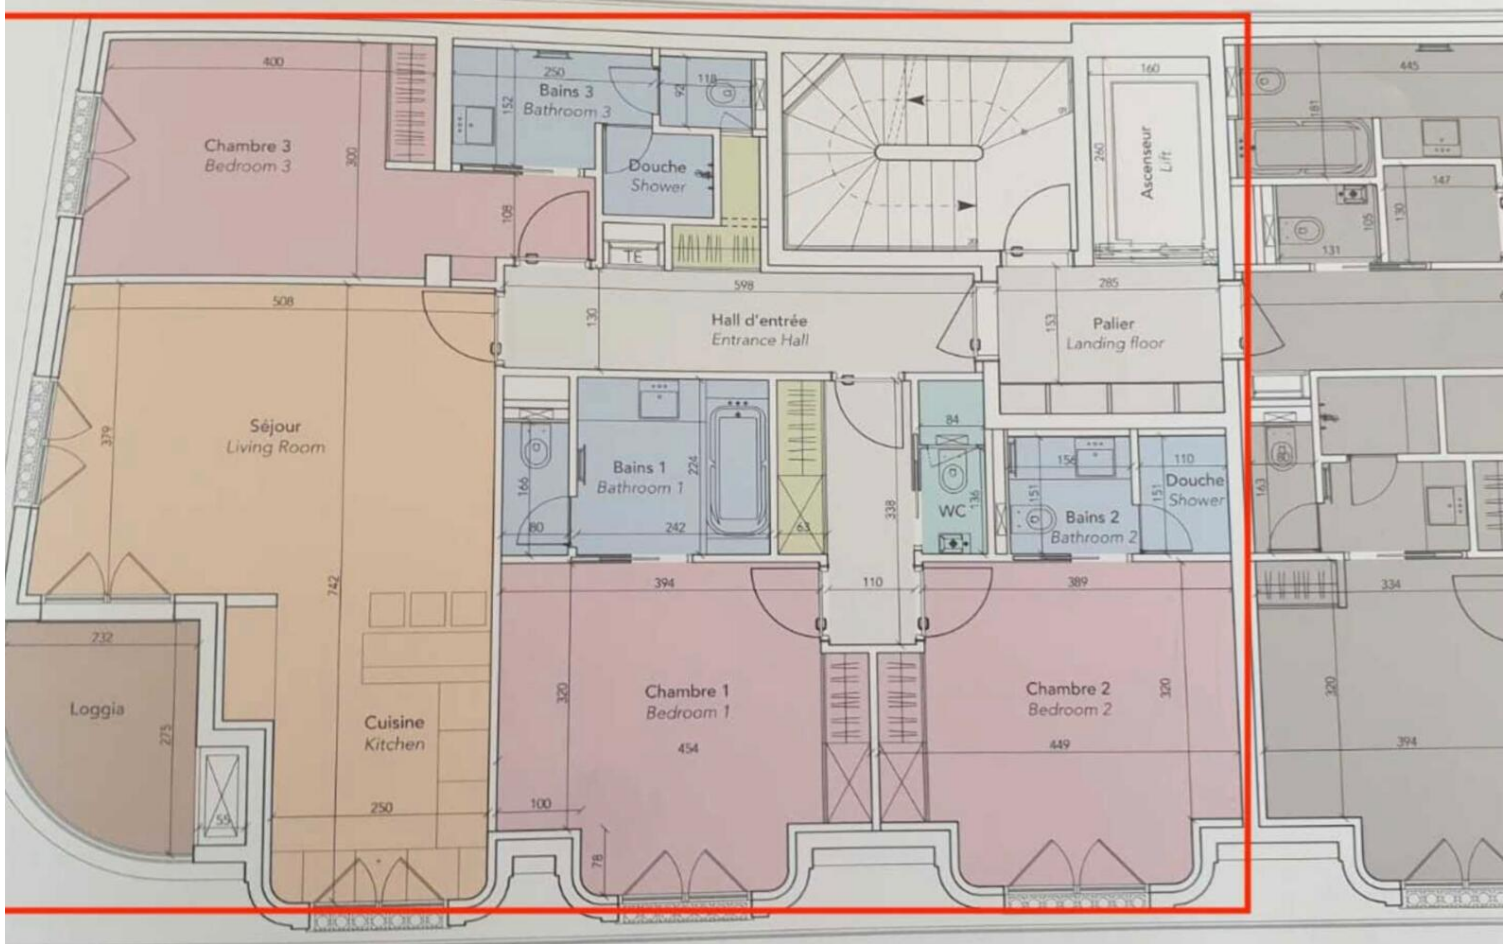 400
Chambre 3
Bedroom 3
300
108
250
Bains 3
Bathroom 3
152
118
92
Douche
Shower
TE
160
260
Ascenseur
Lift
445
181
147
130
105
131
508
598
130
Hall d'entrée
Entrance Hall
285
153
Palier
Landing floor
379
Séjour
Living Room
742
166
80
Bains 1
Bathroom 1
224
242
63
338
84
WC
136
156
151
Bains 2
Bathroom 2
110
151
Douche
Shower
163
394
110
389
334
232
Loggia
275
55
Cuisine
Kitchen
250
320
Chambre 1
Bedroom 1
454
100
78
Chambre 2
Bedroom 2
320
449
320
394